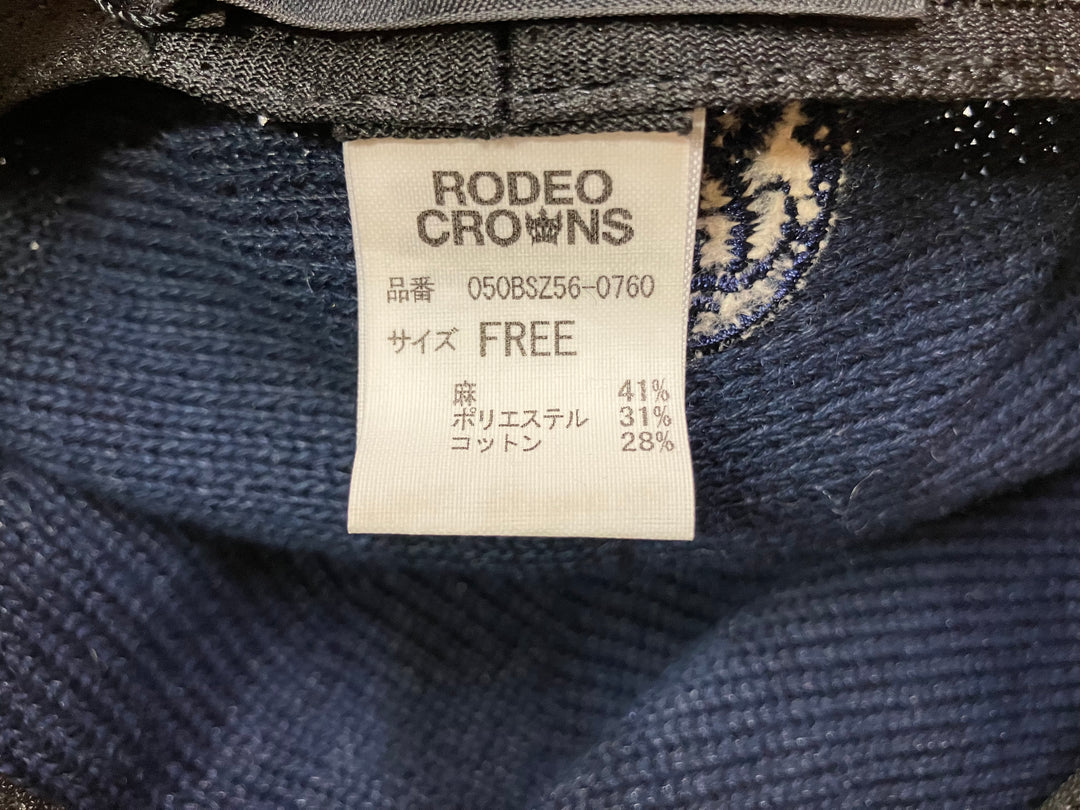 RODEO
CROWNS
品番 050BSZ56-0760
サイズ FREE
麻 41%
ポリエステル 31%
コットン 28%